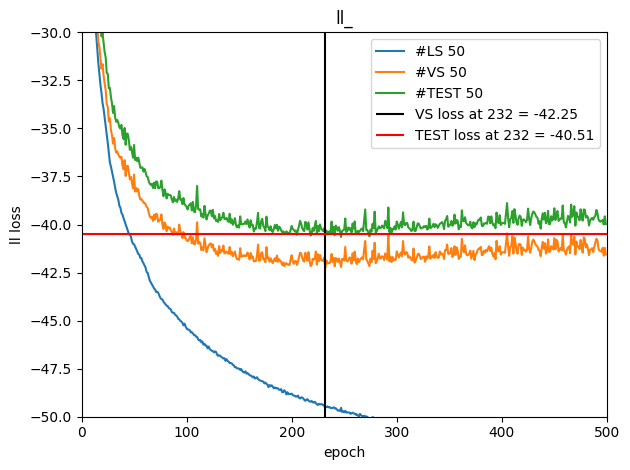 ll_
−30.0
−32.5
−35.0
−37.5
−40.0
−42.5
−45.0
−47.5
−50.0
ll loss
#LS 50
#VS 50
#TEST 50
VS loss at 232 = -42.25
TEST loss at 232 = -40.51
0
100
200
300
400
500
epoch